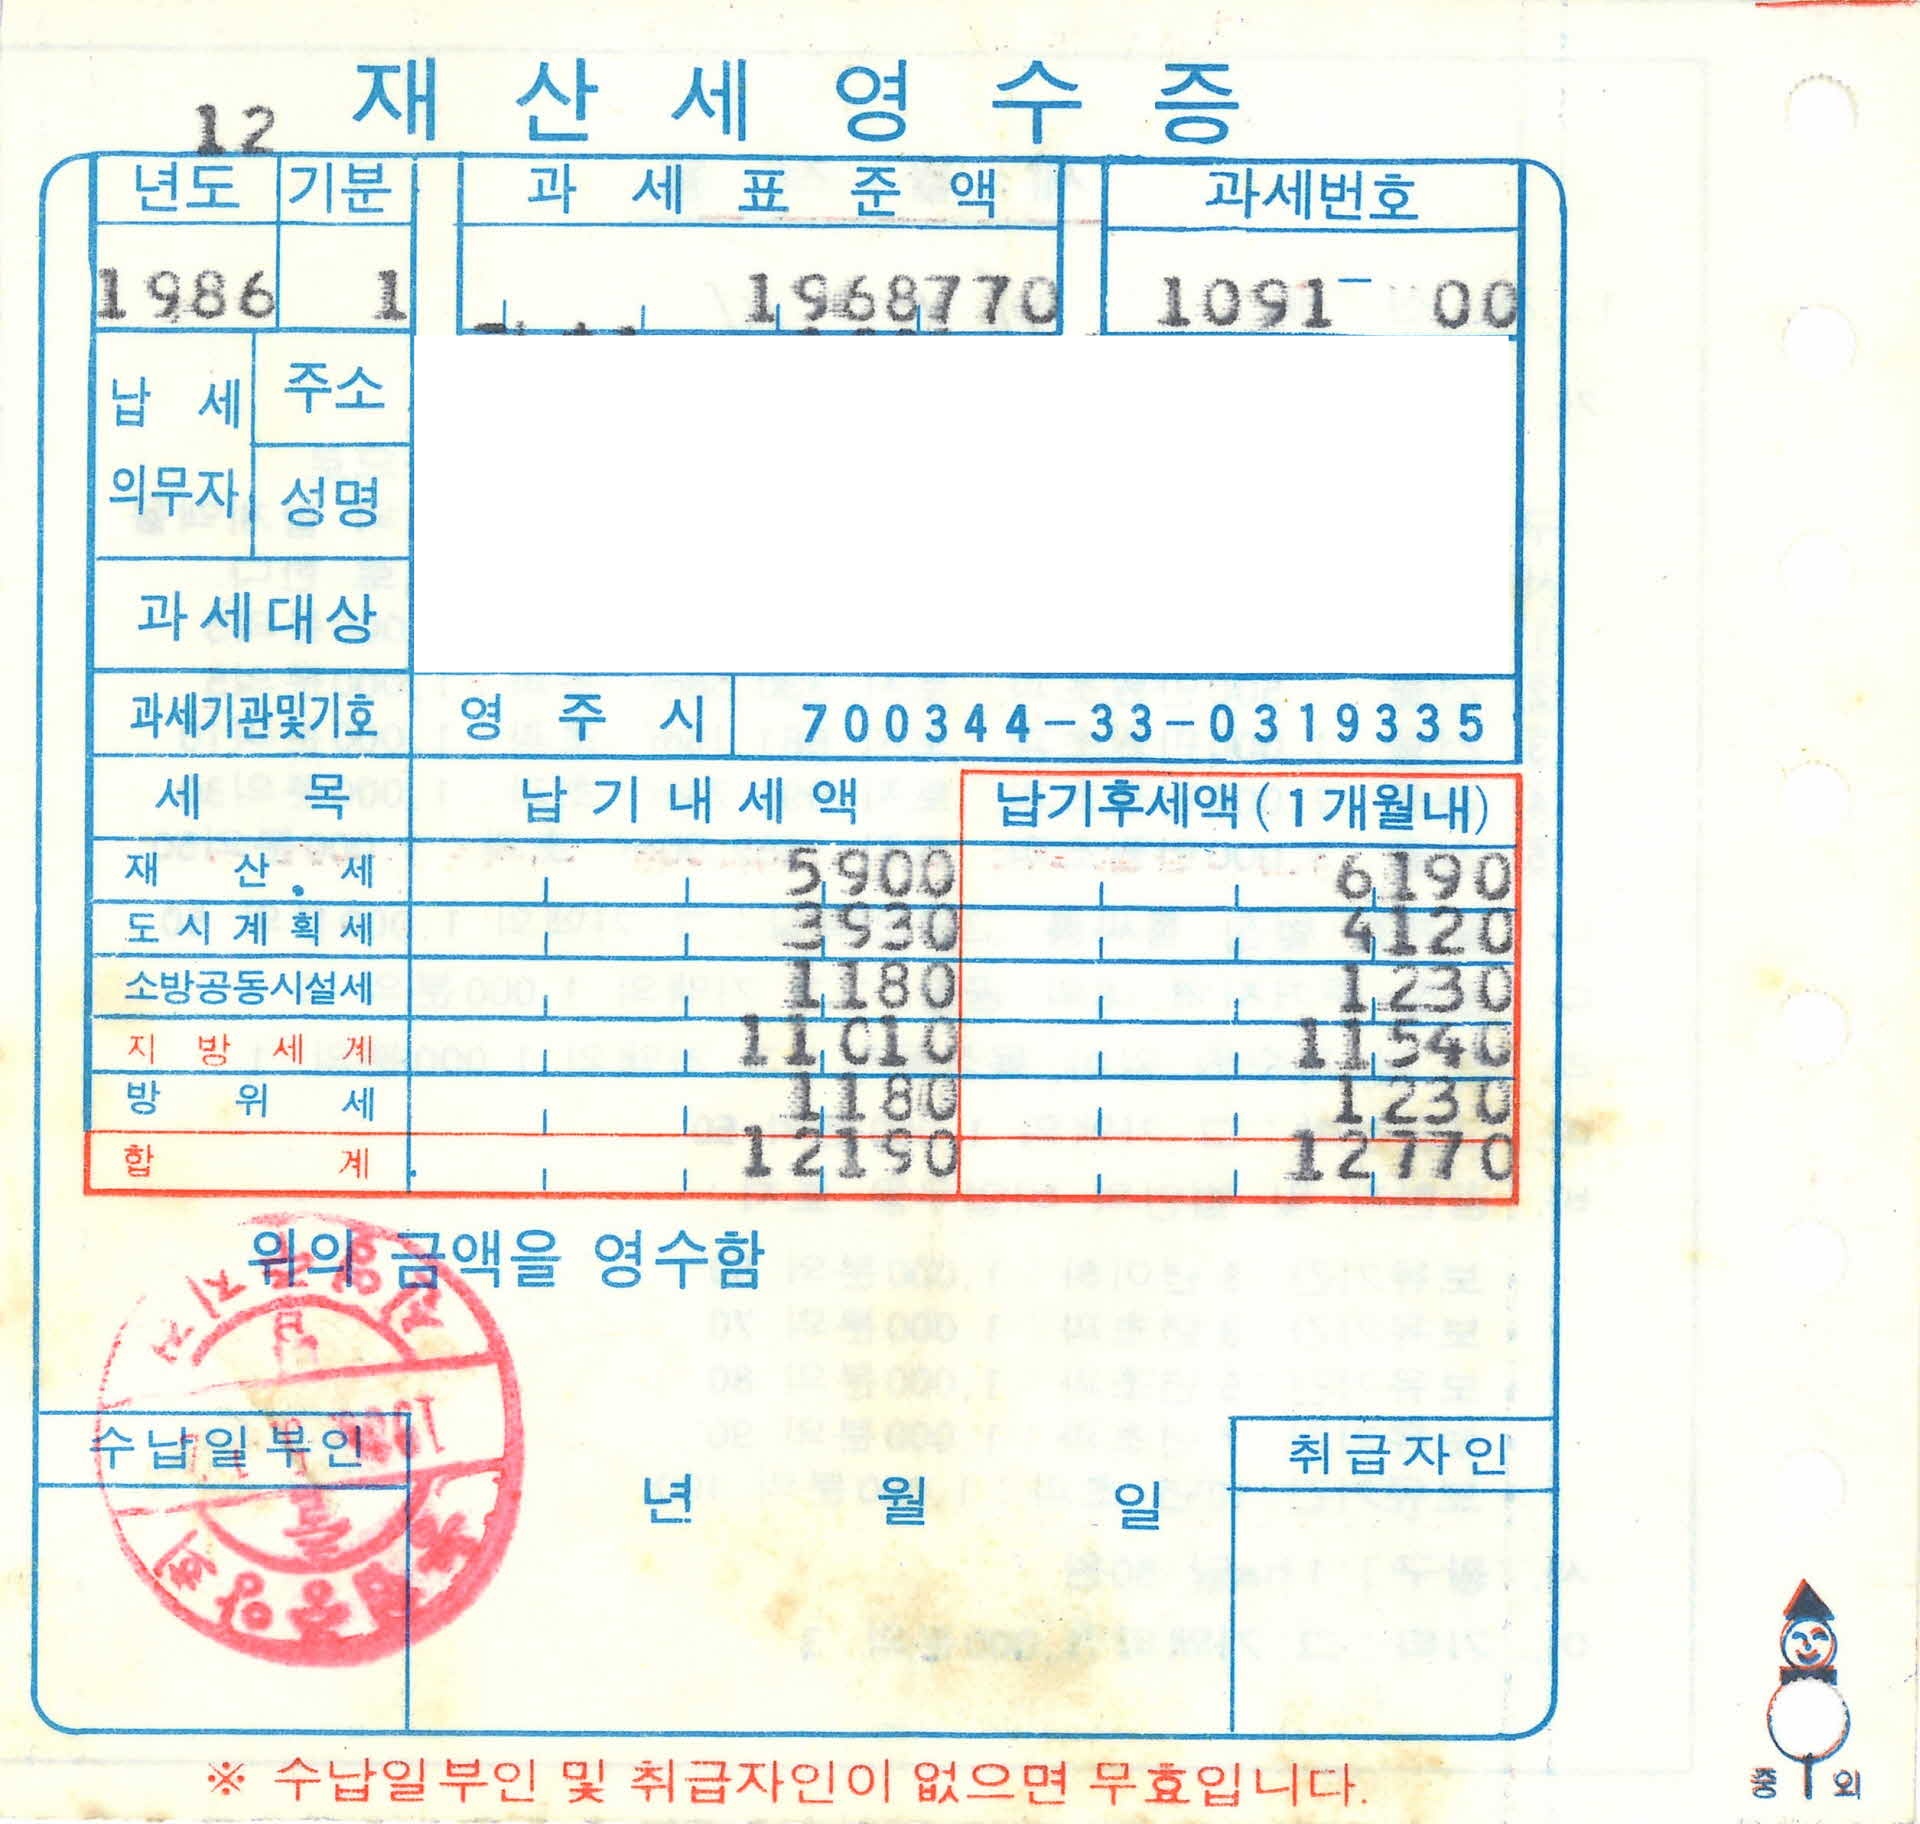 재산세영수증
12
년도 기분 과세표준액 과세번호
1986 1 1968770 1091- 00
납세의무자 주소
성명
과세대상
과세기관및기호 영주시 700344-33-0319335
세목 납기내세액 납기후세액(1개월내)
재산세 5900 6190
도시계획세 3930 4120
소방공동시설세 1180 1230
지방세계 11010 11540
방위세 1180 1230
합계 12190 12770
위의 금액을 영수함
수납일부인 취급자인
년 월 일
※ 수납일부인 및 취급자인이 없으면 무효입니다.
중 외